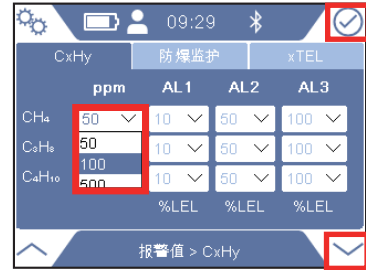 09:29
CxHy 防爆监护 xTEL
ppm AL1 AL2 AL3
CH₄ 50 10 50 100
C₃H₈ 50 10 50 100
100
C₄H₁₀ 500 10 50 100
%LEL %LEL %LEL
报警值 > CxHy